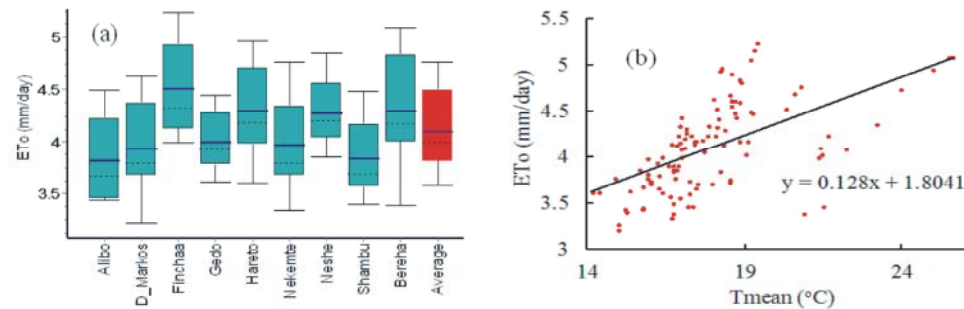 (a)
ETo (mm/day)
5
4.5
4
3.5
Alibo
D_Markos
Finchaa
Gedo
Hareto
Nekemte
Neshe
Shambu
Bereha
Average
(b)
ETo (mm/day)
5.5
5
4.5
4
3.5
3
14
19
24
y = 0.128x + 1.8041
Tmean (°C)